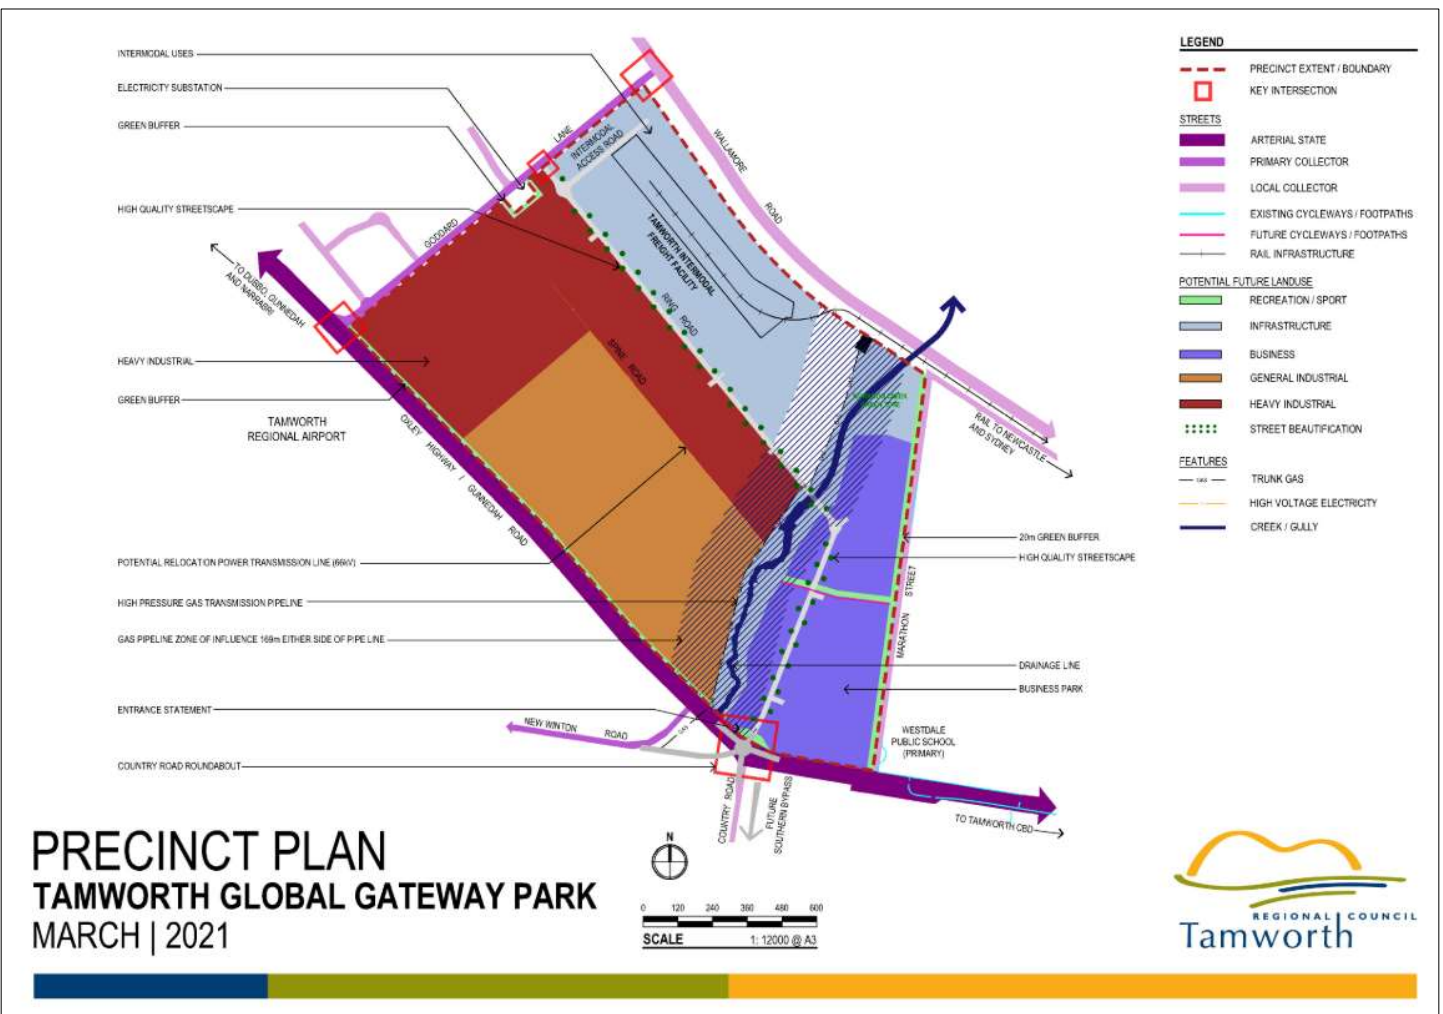 INTERMODAL USES
ELECTRICITY SUBSTATION
GREEN BUFFER
HIGH QUALITY STREETSCAPE
HEAVY INDUSTRIAL
GREEN BUFFER
POTENTIAL RELOCATION POWER TRANSMISSION LINE (66kV)
HIGH PRESSURE GAS TRANSMISSION PIPELINE
GAS PIPELINE ZONE OF INFLUENCE 169m EITHER SIDE OF PIPE LINE
ENTRANCE STATEMENT
COUNTRY ROAD ROUNDABOUT
TO DUBBO, GUNNEDAH
AND NARRABRI
GODDARD LANE
INTERMODAL
ACCESS ROAD
WALLAMORE ROAD
TAMWORTH INTERMODAL
FREIGHT FACILITY
RING ROAD
SPINE ROAD
TAMWORTH
REGIONAL AIRPORT
OXLEY HIGHWAY / GUNNEDAH ROAD
RAIL TO NEWCASTLE
AND SYDNEY
20m GREEN BUFFER
HIGH QUALITY STREETSCAPE
MARATHON STREET
DRAINAGE LINE
BUSINESS PARK
NEW WINTON ROAD
GAS
WESTDALE
PUBLIC SCHOOL
(PRIMARY)
COUNTRY ROAD
FUTURE
SOUTHERN BYPASS
TO TAMWORTH CBD
LEGEND
PRECINCT EXTENT / BOUNDARY
KEY INTERSECTION
STREETS
ARTERIAL STATE
PRIMARY COLLECTOR
LOCAL COLLECTOR
EXISTING CYCLEWAYS / FOOTPATHS
FUTURE CYCLEWAYS / FOOTPATHS
RAIL INFRASTRUCTURE
POTENTIAL FUTURE LANDUSE
RECREATION / SPORT
INFRASTRUCTURE
BUSINESS
GENERAL INDUSTRIAL
HEAVY INDUSTRIAL
STREET BEAUTIFICATION
FEATURES
GAS
TRUNK GAS
HIGH VOLTAGE ELECTRICITY
CREEK / GULLY
PRECINCT PLAN
TAMWORTH GLOBAL GATEWAY PARK
MARCH | 2021
N
0 120 240 360 480 600
SCALE 1: 12000 @ A3
REGIONAL COUNCIL
Tamworth